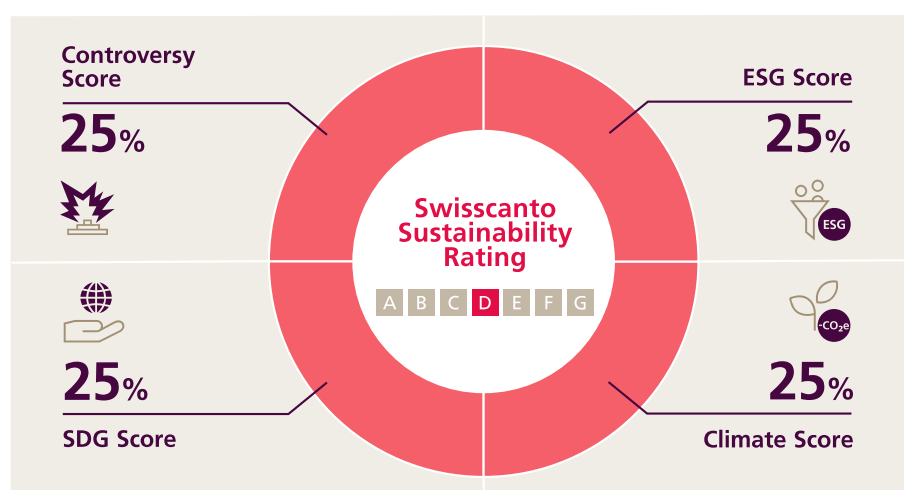 Controversy
Score
25%
ESG Score
25%
ESG
Swisscanto
Sustainability
Rating
A B C D E F G
25%
SDG Score
-CO₂e
25%
Climate Score